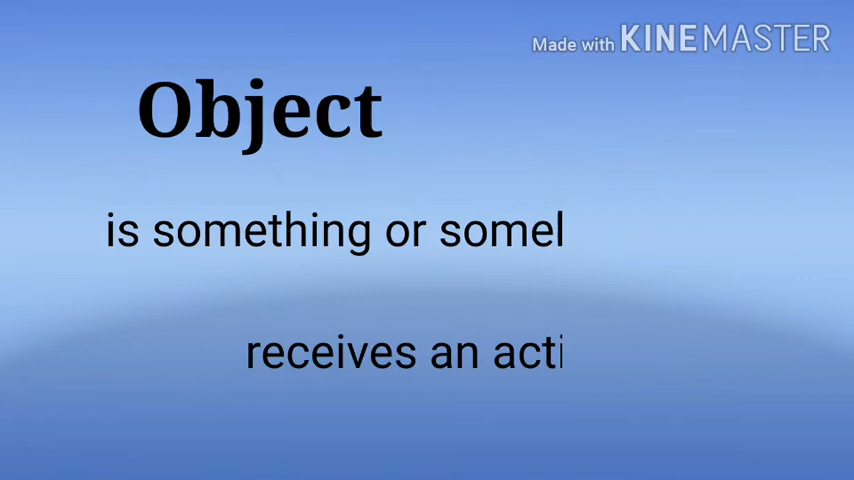 Made with KINEMASTER
Object
is something or
receives an